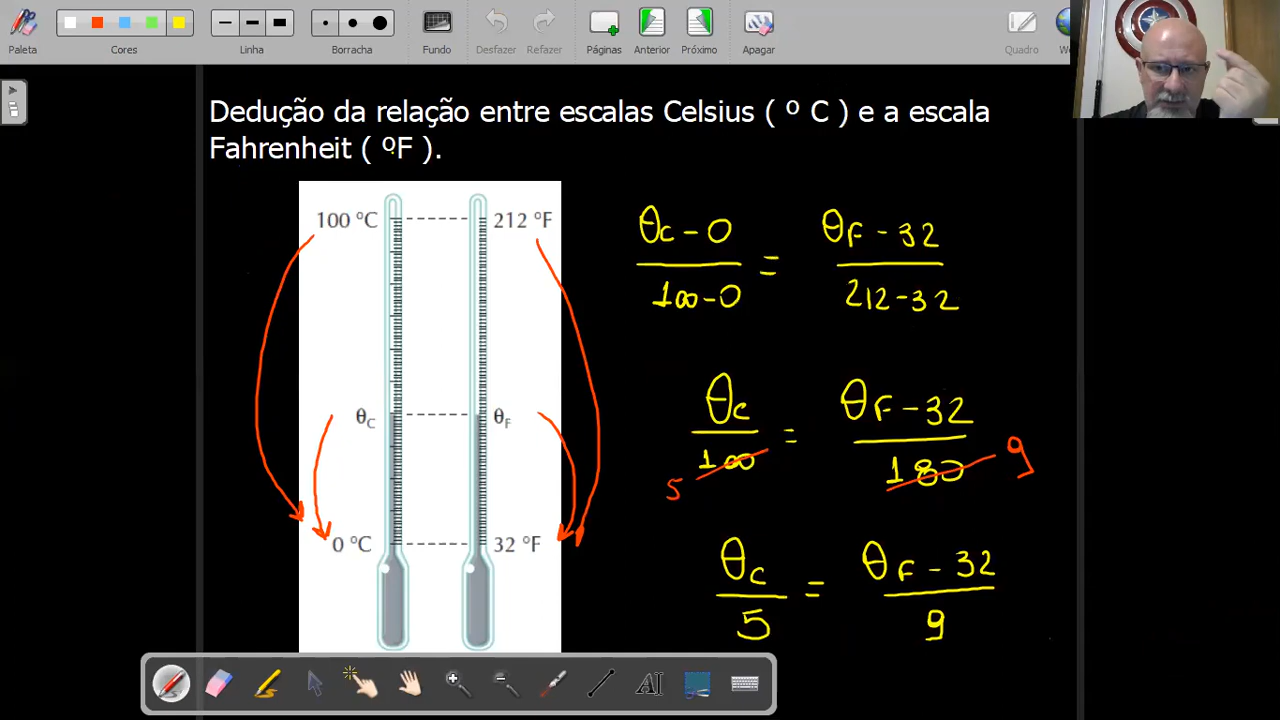 Paleta Cores Linha Borracha Fundo Desfazer Refazer Páginas Anterior Próximo Apagar Quadro
Dedução da relação entre escalas Celsius ( º C ) e a escala
Fahrenheit ( ºF ).
100 °C 212 °F
θC θF
0 °C 32 °F
θC - 0 / 100 - 0 = θF - 32 / 212 - 32
θC / 100 = θF - 32 / 180
5 9
θC / 5 = θF - 32 / 9